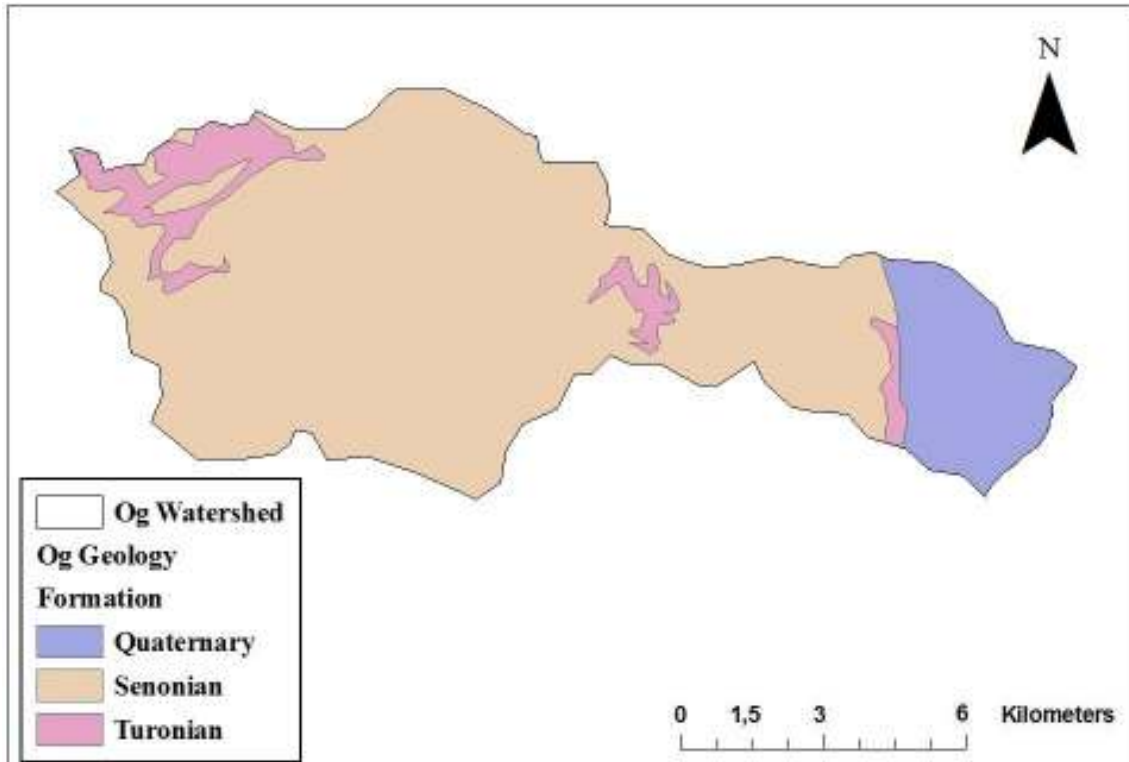 N
Og Watershed
Og Geology
Formation
Quaternary
Senonian
Turonian
0 1,5 3 6 Kilometers